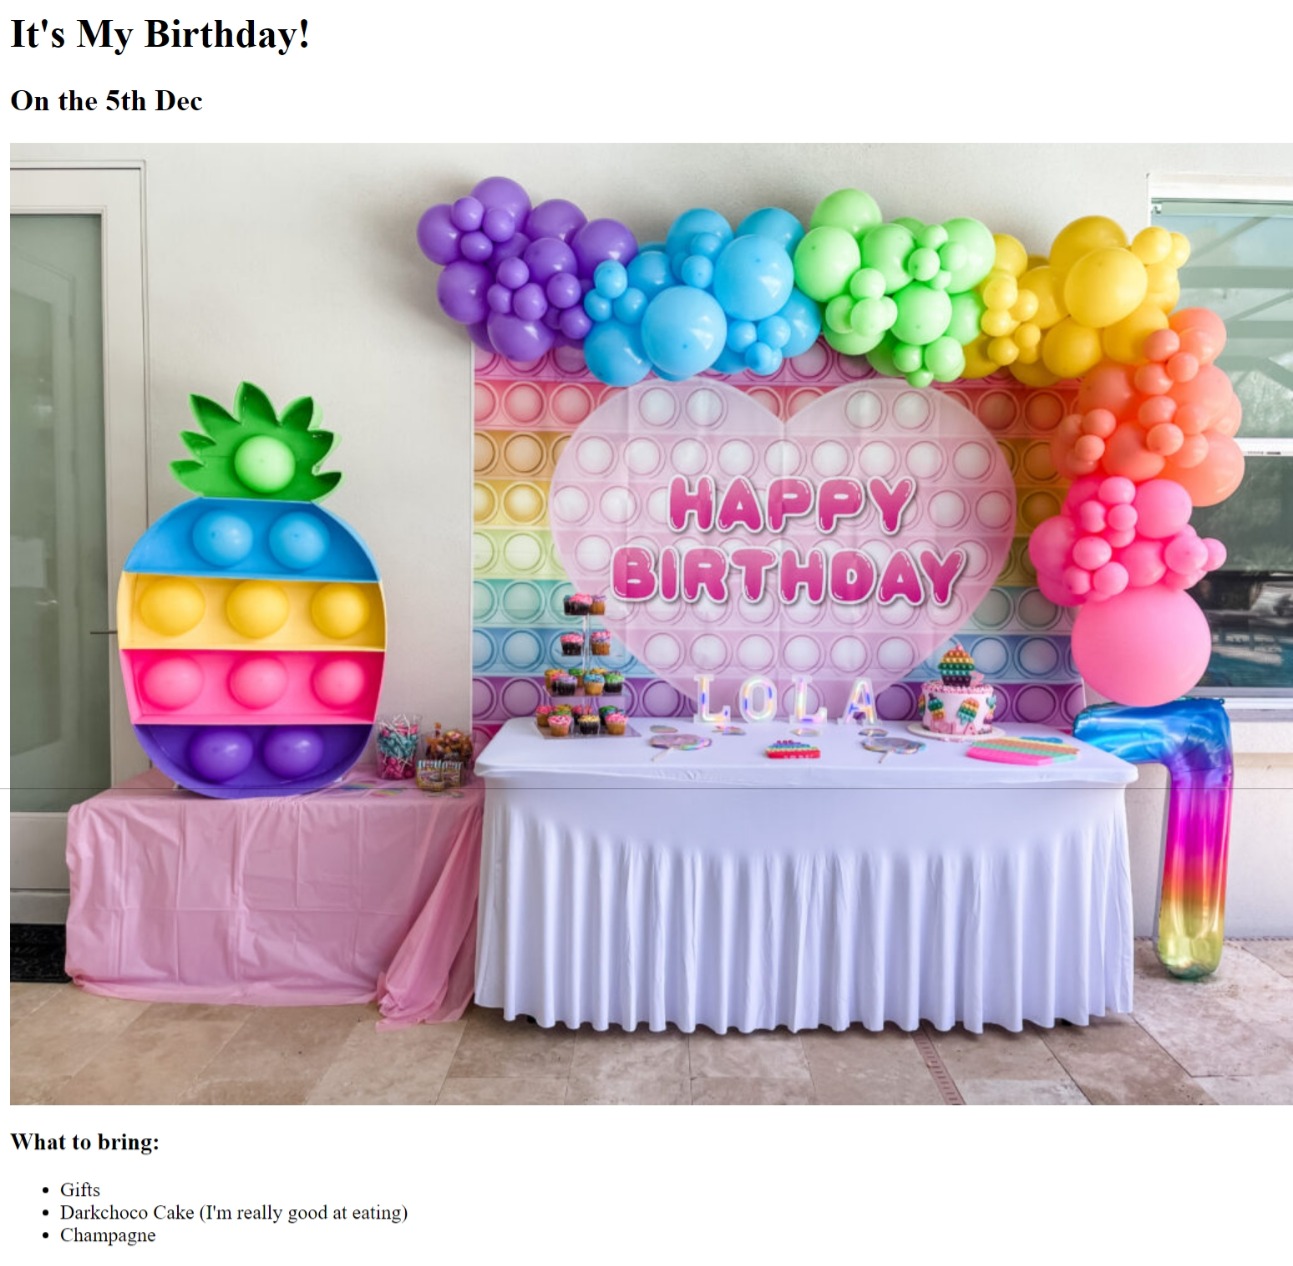 It's My Birthday!
On the 5th Dec
HAPPY
BIRTHDAY
LOLA
7
What to bring:
Gifts
Darkchoco Cake (I'm really good at eating)
Champagne